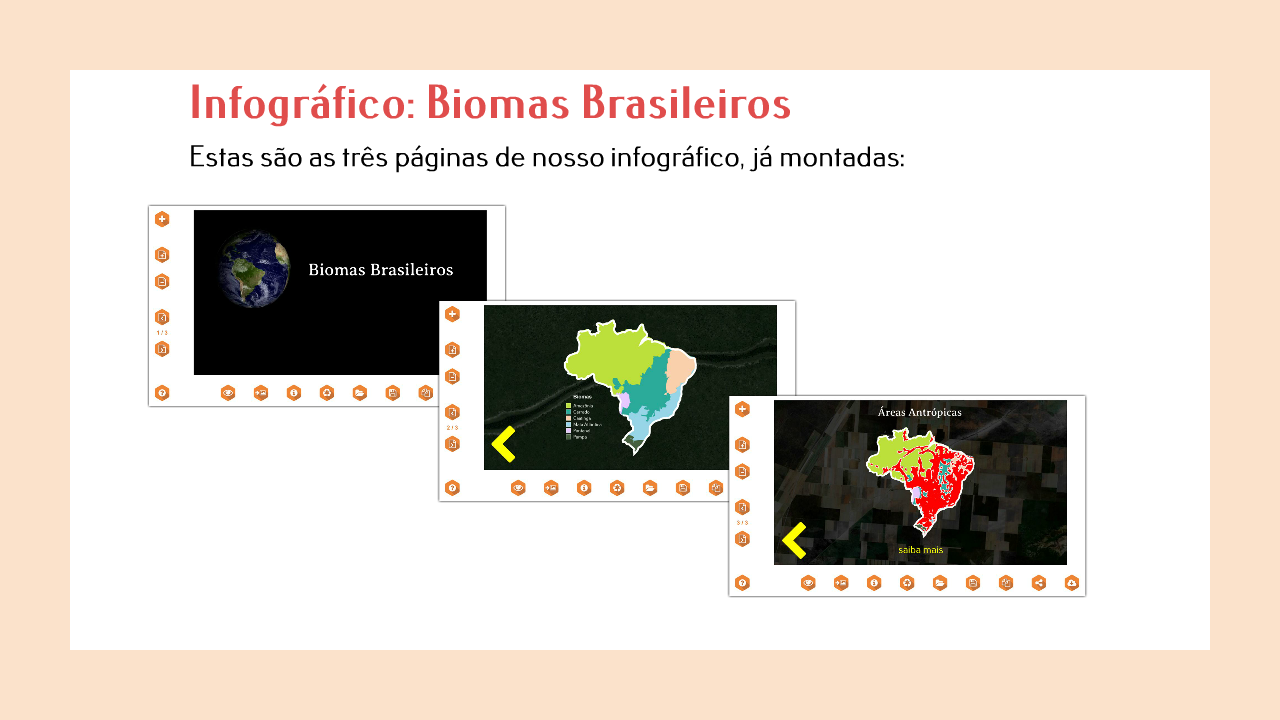 Infográfico: Biomas Brasileiros
Estas são as três páginas de nosso infográfico, já montadas:
Biomas Brasileiros
1 / 3
Biomas
Amazônia
Cerrado
Caatinga
Mata Atlântica
Pantanal
Pampa
2 / 3
Áreas Antrópicas
saiba mais
3 / 3